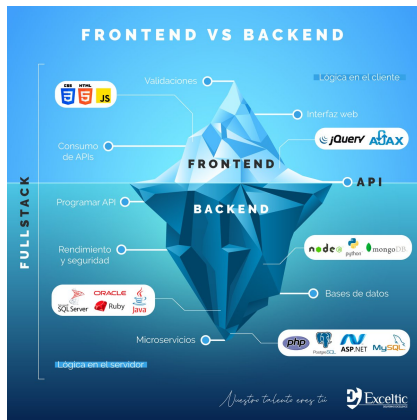 FRONTEND VS BACKEND
Validaciones
Lógica en el cliente
CSS HTML JS
Interfaz web
jQuery AJAX
Consumo
de APIs
FRONTEND
API
Programar API
BACKEND
FULLSTACK
Rendimiento
y seguridad
node
python
mongoDB
ORACLE
SQL Server
Ruby
Java
Bases de datos
Microservicios
php
PostgreSQL
ASP.NET
MySQL
Lógica en el servidor
Nuestro talento eres tú
Exceltic